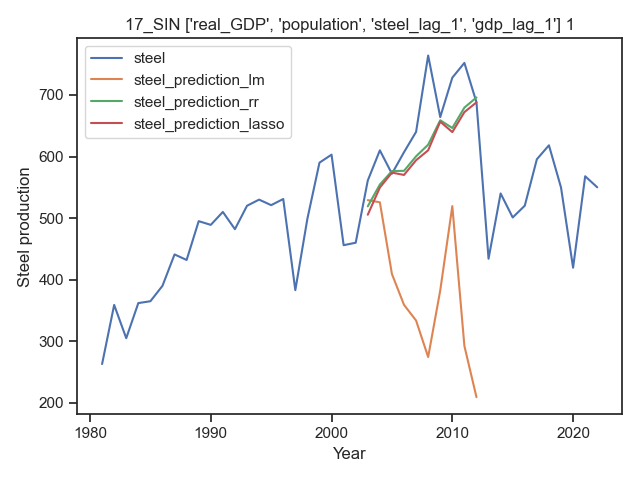 17_SIN ['real_GDP', 'population', 'steel_lag_1', 'gdp_lag_1'] 1
steel
steel_prediction_lm
steel_prediction_rr
steel_prediction_lasso
Steel production
700
600
500
400
300
200
1980 1990 2000 2010 2020
Year